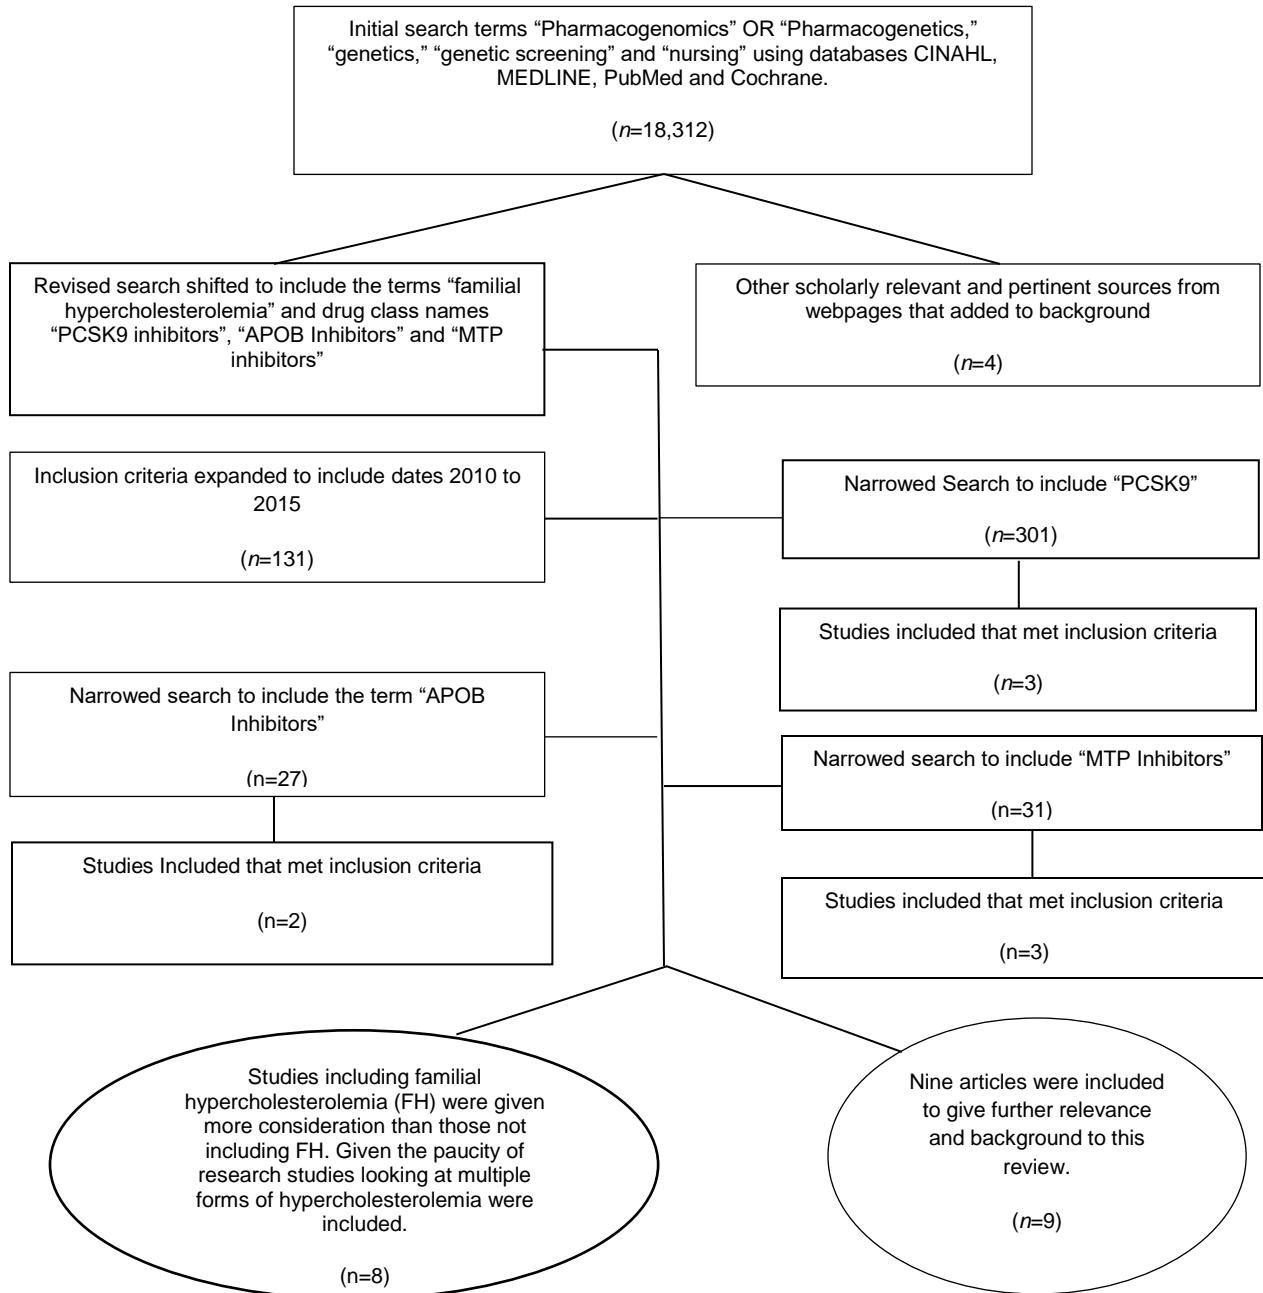 Initial search terms “Pharmacogenomics” OR “Pharmacogenetics,”
“genetics,” “genetic screening” and “nursing” using databases CINAHL,
MEDLINE, PubMed and Cochrane.
(n=18,312)
Revised search shifted to include the terms “familial
hypercholesterolemia” and drug class names
“PCSK9 inhibitors”, “APOB Inhibitors” and “MTP
inhibitors”
Other scholarly relevant and pertinent sources from
webpages that added to background
(n=4)
Inclusion criteria expanded to include dates 2010 to
2015
(n=131)
Narrowed Search to include “PCSK9”
(n=301)
Studies included that met inclusion criteria
(n=3)
Narrowed search to include the term “APOB
Inhibitors”
(n=27)
Narrowed search to include “MTP Inhibitors”
(n=31)
Studies Included that met inclusion criteria
(n=2)
Studies included that met inclusion criteria
(n=3)
Studies including familial
hypercholesterolemia (FH) were given
more consideration than those not
including FH. Given the paucity of
research studies looking at multiple
forms of hypercholesterolemia were
included.
(n=8)
Nine articles were included
to give further relevance
and background to this
review.
(n=9)